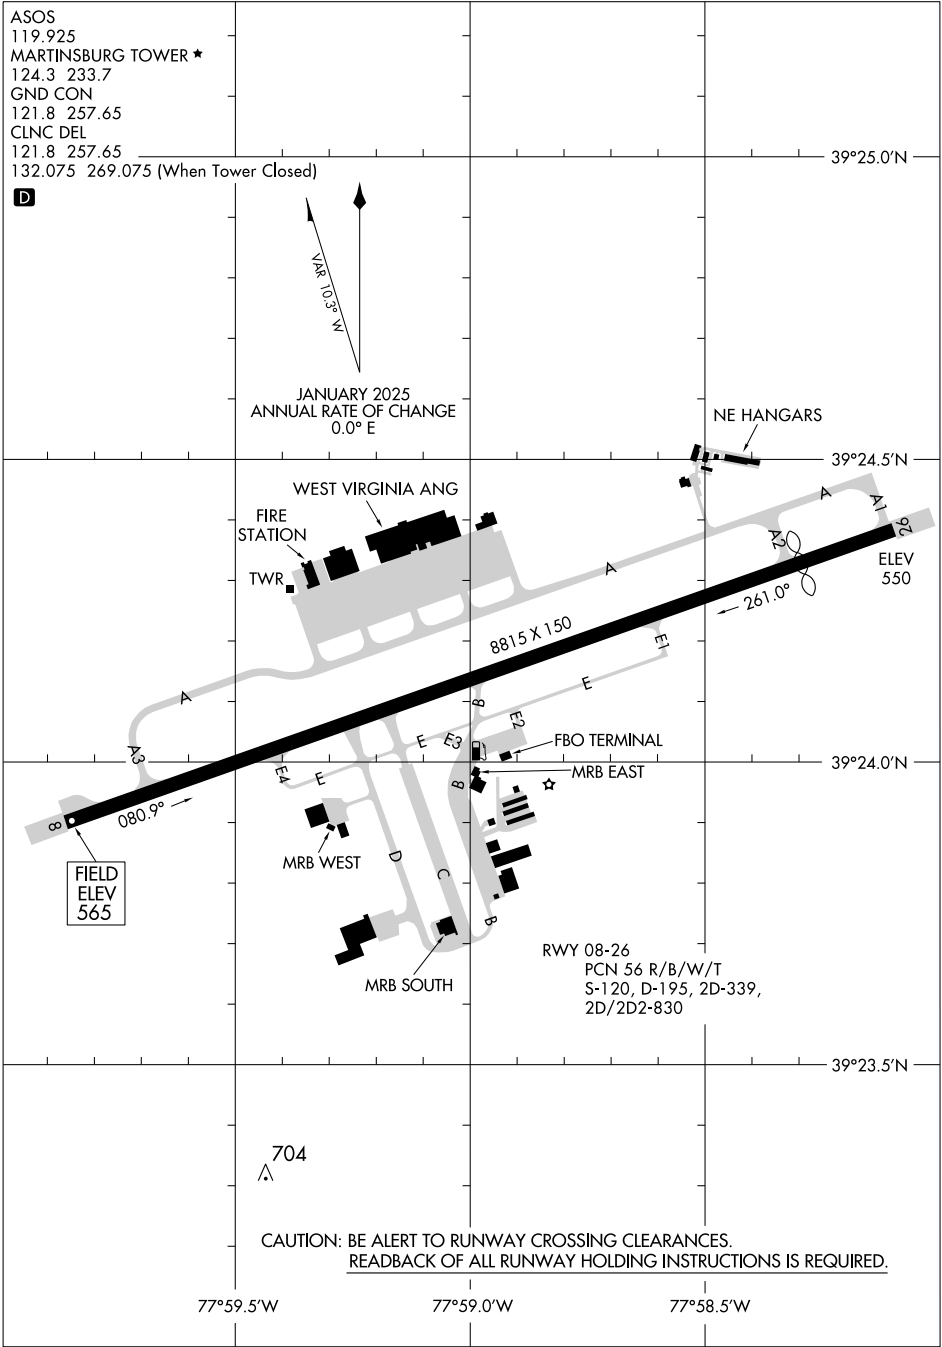 ASOS
119.925
MARTINSBURG TOWER ★
124.3 233.7
GND CON
121.8 257.65
CLNC DEL
121.8 257.65
132.075 269.075 (When Tower Closed)
D
39°25.0'N
VAR 10.3° W
JANUARY 2025
ANNUAL RATE OF CHANGE
0.0° E
NE HANGARS
39°24.5'N
WEST VIRGINIA ANG
FIRE
STATION
TWR
A
A1
A2
26
ELEV
550
A
261.0°
8815 X 150
E1
E
A
B
E2
E3
E
FBO TERMINAL
A3
39°24.0'N
MRB EAST
E4
E
B
080.9°
8
MRB WEST
D
C
FIELD
ELEV
565
B
MRB SOUTH
RWY 08-26
PCN 56 R/B/W/T
S-120, D-195, 2D-339,
2D/2D2-830
39°23.5'N
704
CAUTION: BE ALERT TO RUNWAY CROSSING CLEARANCES.
READBACK OF ALL RUNWAY HOLDING INSTRUCTIONS IS REQUIRED.
77°59.5'W
77°59.0'W
77°58.5'W